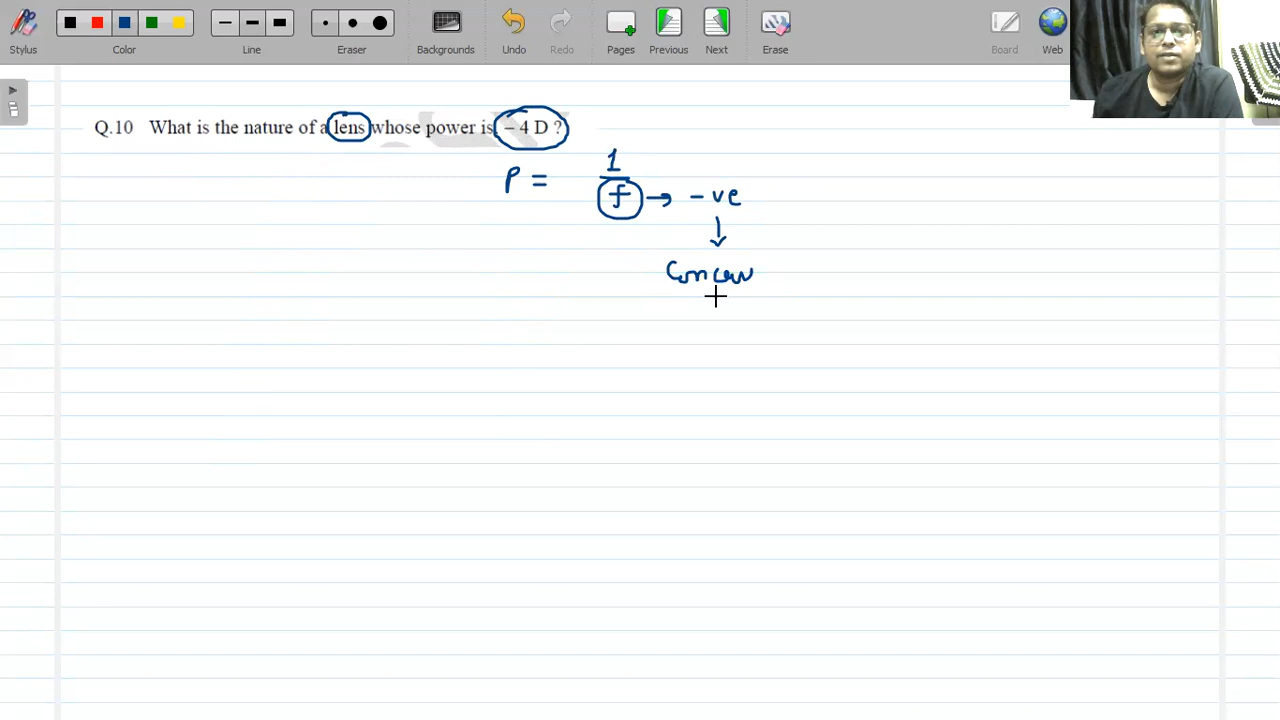 Stylus Color Line Eraser Backgrounds Undo Redo Pages Previous Next Erase Board Web
Q.10 What is the nature of a lens whose power is – 4 D ?
P = 1
f → - ve
↓
Concav